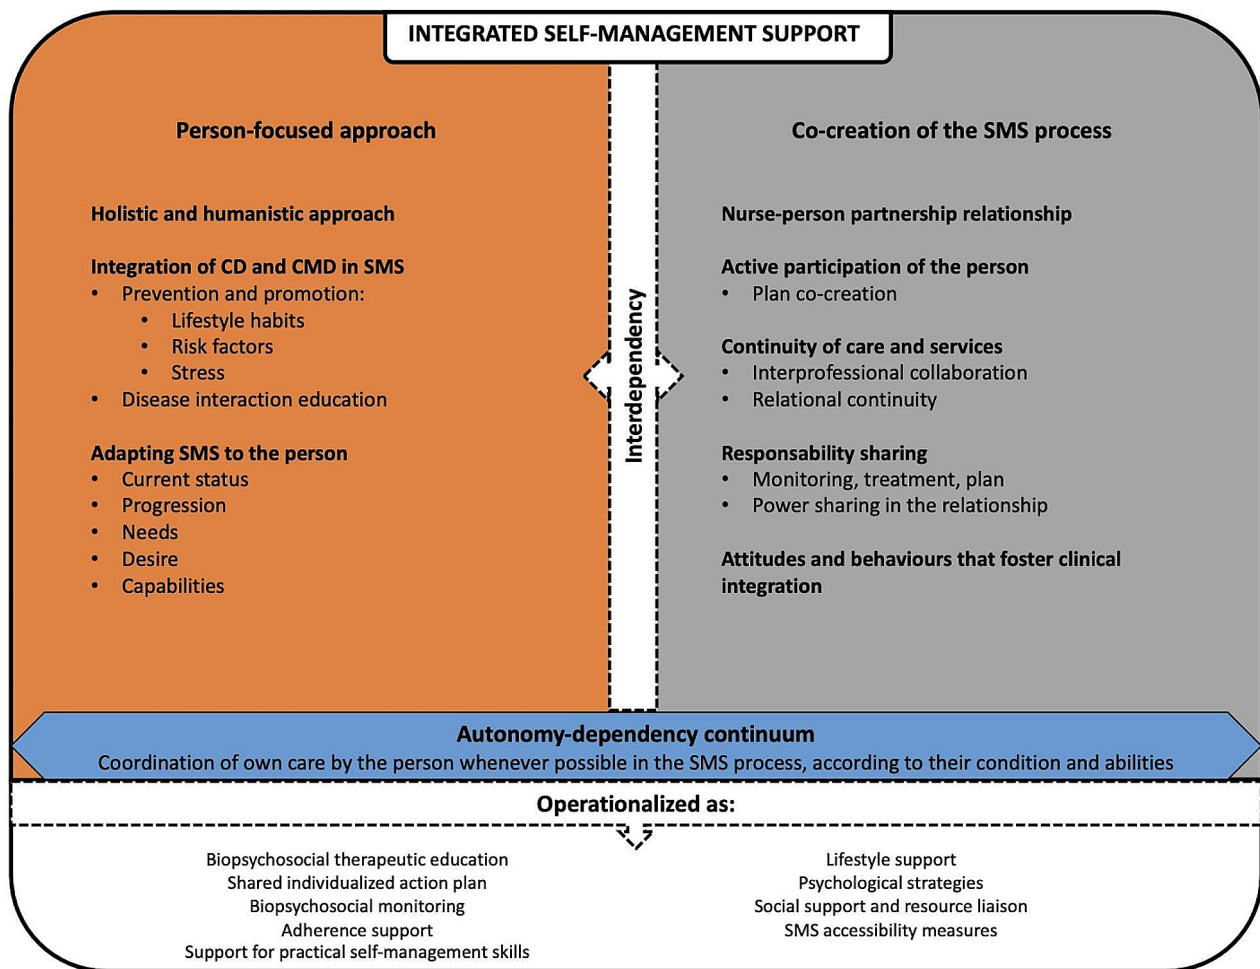 INTEGRATED SELF-MANAGEMENT SUPPORT
Person-focused approach
Holistic and humanistic approach
Integration of CD and CMD in SMS
• Prevention and promotion:
• Lifestyle habits
• Risk factors
• Stress
• Disease interaction education
Adapting SMS to the person
• Current status
• Progression
• Needs
• Desire
• Capabilities
Interdependency
Co-creation of the SMS process
Nurse-person partnership relationship
Active participation of the person
• Plan co-creation
Continuity of care and services
• Interprofessional collaboration
• Relational continuity
Responsability sharing
• Monitoring, treatment, plan
• Power sharing in the relationship
Attitudes and behaviours that foster clinical
integration
Autonomy-dependency continuum
Coordination of own care by the person whenever possible in the SMS process, according to their condition and abilities
Operationalized as:
Biopsychosocial therapeutic education
Shared individualized action plan
Biopsychosocial monitoring
Adherence support
Support for practical self-management skills
Lifestyle support
Psychological strategies
Social support and resource liaison
SMS accessibility measures